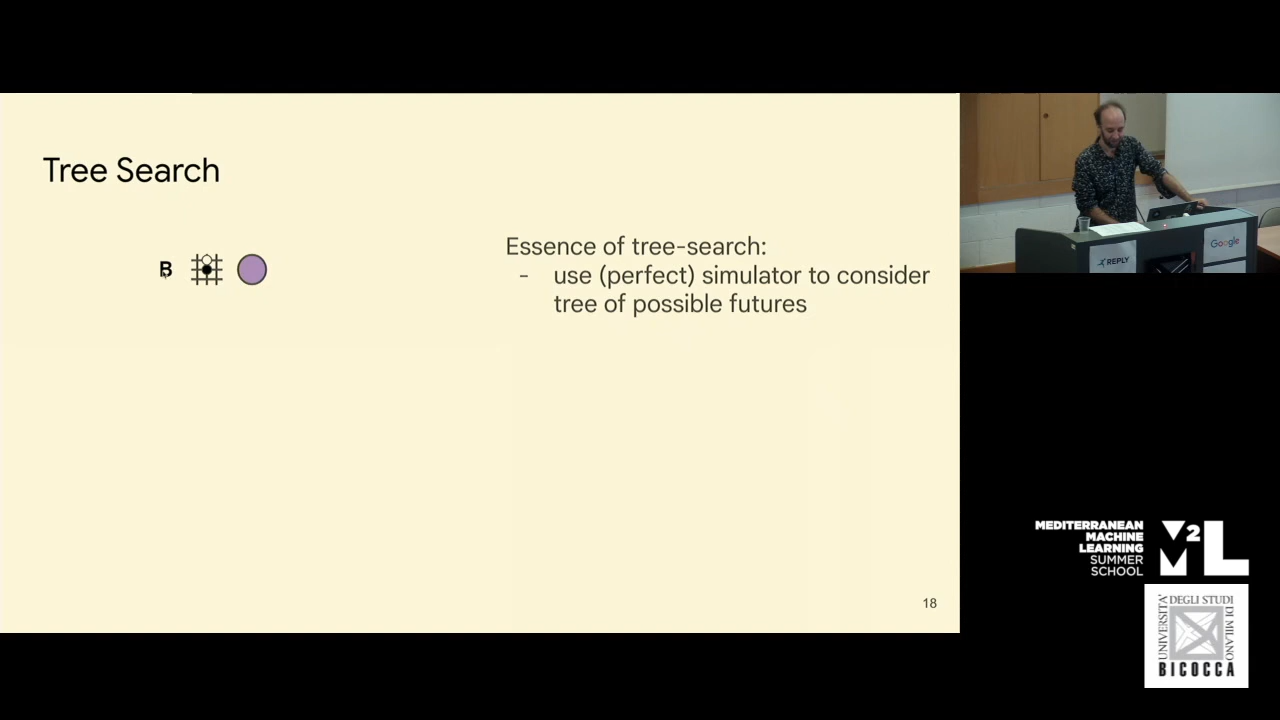 Tree Search
B
Essence of tree-search:
- use (perfect) simulator to consider
tree of possible futures
18
REPLY
Google
MEDITERRANEAN
MACHINE
LEARNING
SUMMER
SCHOOL
M2L
UNIVERSITÀ
DEGLI STUDI
DI MILANO
BICOCCA